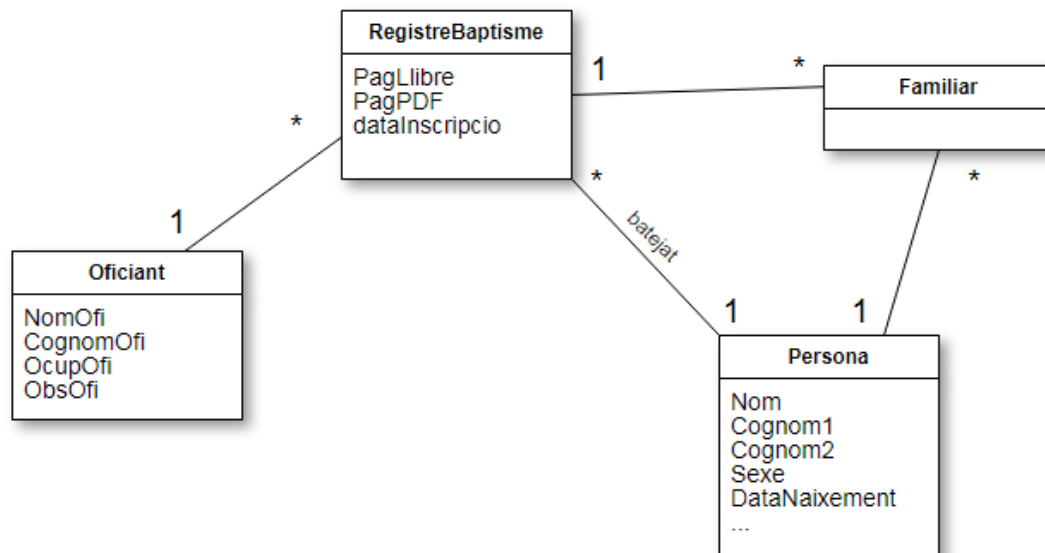 RegistreBaptisme
PagLlibre
PagPDF
dataInscripcio
1
*
Familiar
*
*
*
batejat
1
Oficiant
NomOfi
CognomOfi
OcupOfi
ObsOfi
1
1
Persona
Nom
Cognom1
Cognom2
Sexe
DataNaixement
...